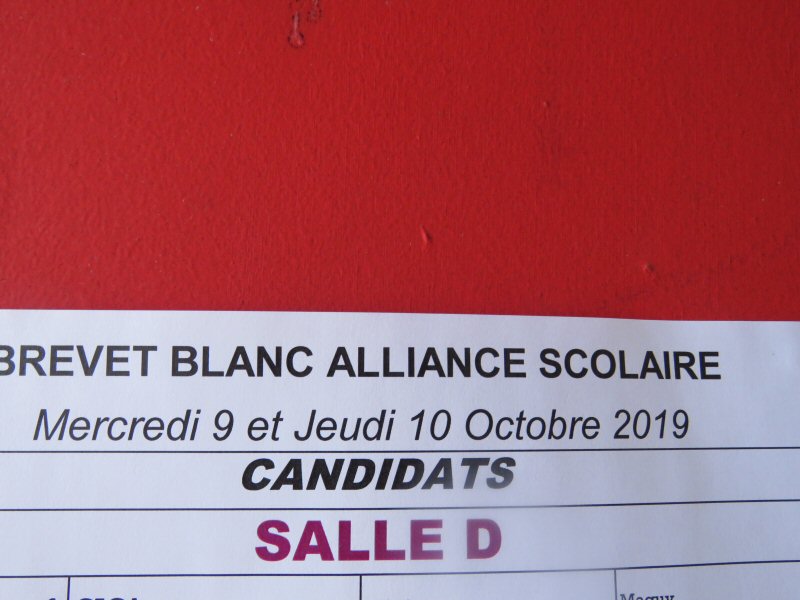 BREVET BLANC ALLIANCE SCOLAIRE
Mercredi 9 et Jeudi 10 Octobre 2019
CANDIDATS
SALLE D